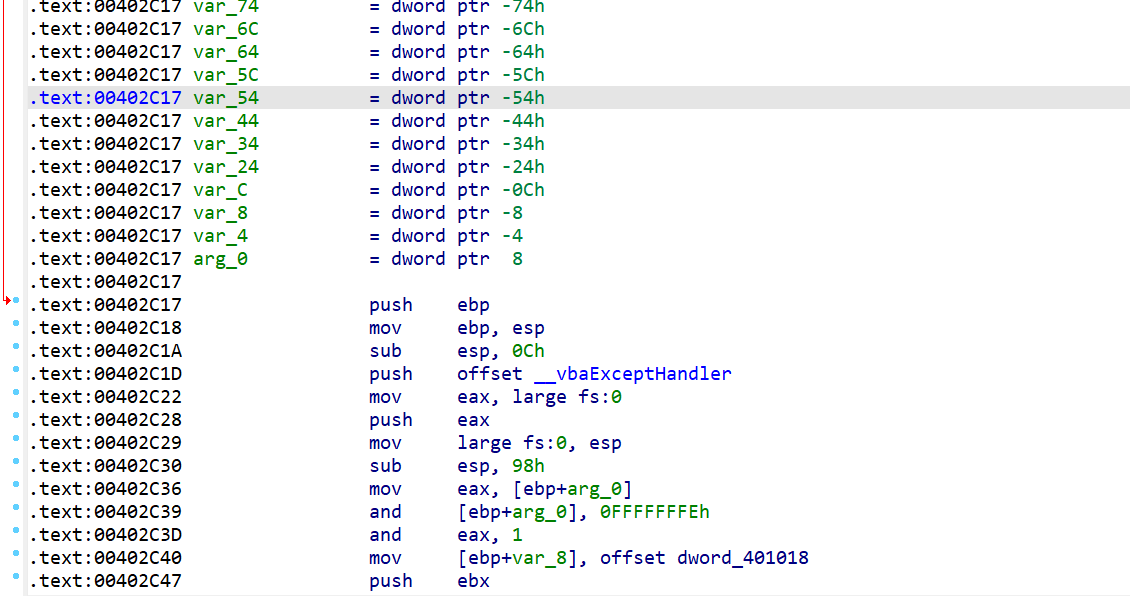 .text:00402C17 var_74 = dword ptr -74h
.text:00402C17 var_6C = dword ptr -6Ch
.text:00402C17 var_64 = dword ptr -64h
.text:00402C17 var_5C = dword ptr -5Ch
.text:00402C17 var_54 = dword ptr -54h
.text:00402C17 var_44 = dword ptr -44h
.text:00402C17 var_34 = dword ptr -34h
.text:00402C17 var_24 = dword ptr -24h
.text:00402C17 var_C = dword ptr -0Ch
.text:00402C17 var_8 = dword ptr -8
.text:00402C17 var_4 = dword ptr -4
.text:00402C17 arg_0 = dword ptr  8
.text:00402C17
.text:00402C17 push ebp
.text:00402C18 mov ebp, esp
.text:00402C1A sub esp, 0Ch
.text:00402C1D push offset __vbaExceptHandler
.text:00402C22 mov eax, large fs:0
.text:00402C28 push eax
.text:00402C29 mov large fs:0, esp
.text:00402C30 sub esp, 98h
.text:00402C36 mov eax, [ebp+arg_0]
.text:00402C39 and [ebp+arg_0], 0FFFFFFFEh
.text:00402C3D and eax, 1
.text:00402C40 mov [ebp+var_8], offset dword_401018
.text:00402C47 push ebx